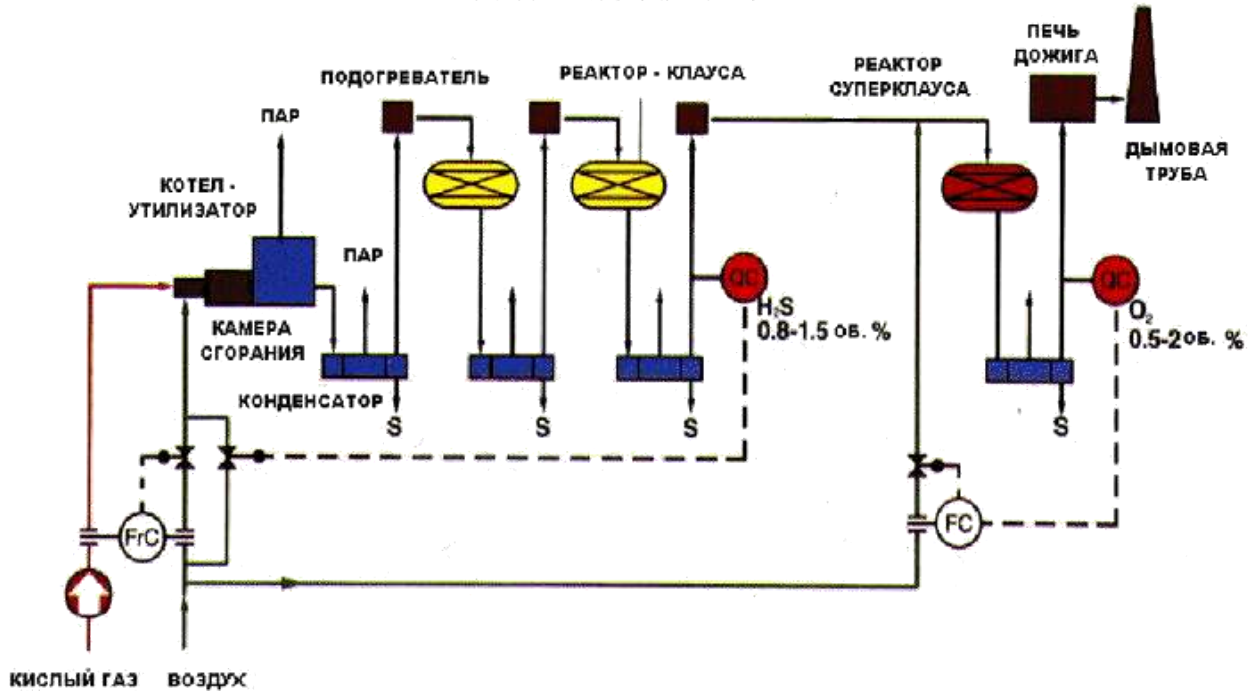 ПЕЧЬ
ДОЖИГА
ПОДОГРЕВАТЕЛЬ
РЕАКТОР - КЛАУСА
РЕАКТОР
СУПЕРКЛАУСА
ПАР
ДЫМОВАЯ
ТРУБА
КОТЕЛ -
УТИЛИЗАТОР
ПАР
QC
H₂S
0.8-1.5 ОБ. %
QC
O₂
0.5-2 ОБ. %
КАМЕРА
СГОРАНИЯ
КОНДЕНСАТОР
S
S
S
S
FrC
FC
КИСЛЫЙ ГАЗ
ВОЗДУХ